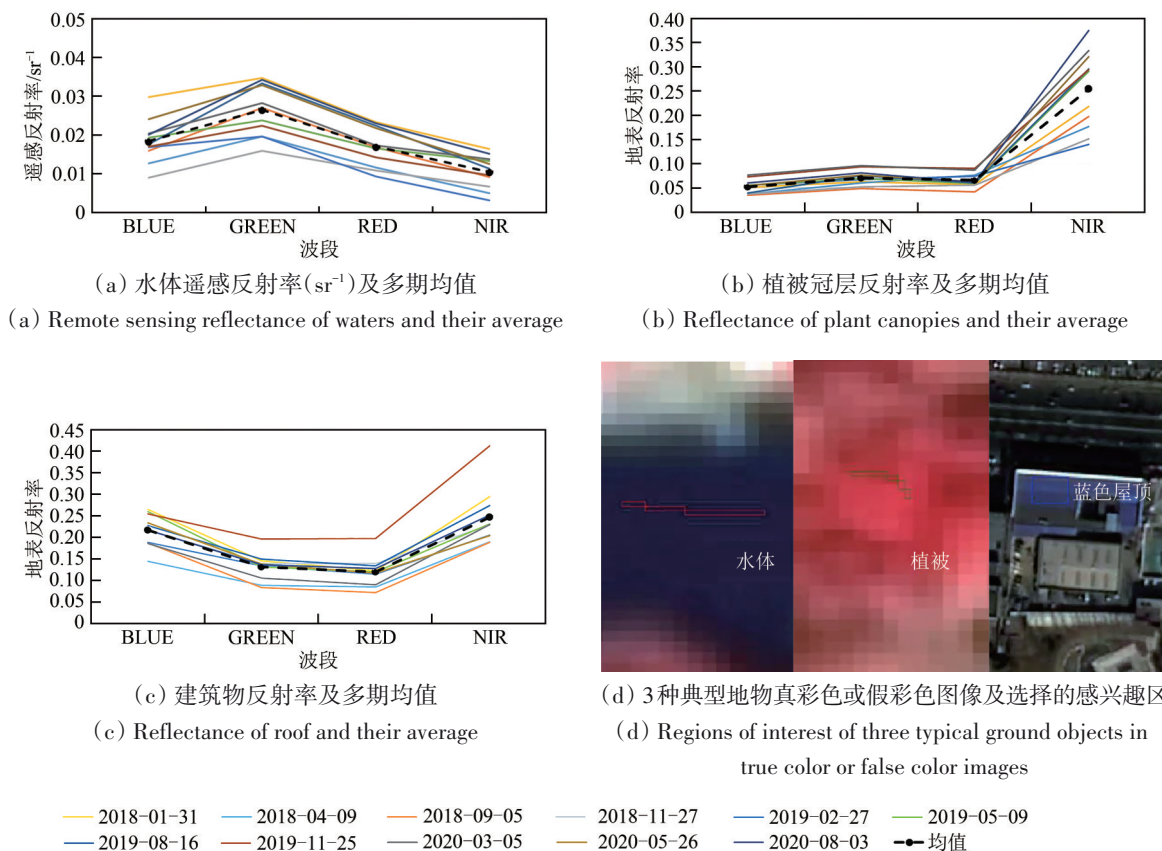 0.05
0.04
0.03
0.02
0.01
0
遥感反射率/sr⁻¹
BLUE GREEN RED NIR
波段
(a) 水体遥感反射率(sr⁻¹)及多期均值
(a) Remote sensing reflectance of waters and their average
0.40
0.35
0.30
0.25
0.20
0.15
0.10
0.05
0
地表反射率
BLUE GREEN RED NIR
波段
(b) 植被冠层反射率及多期均值
(b) Reflectance of plant canopies and their average
0.45
0.40
0.35
0.30
0.25
0.20
0.15
0.10
0.05
0
地表反射率
BLUE GREEN RED NIR
波段
(c) 建筑物反射率及多期均值
(c) Reflectance of roof and their average
水体
植被
蓝色屋顶
(d) 3种典型地物真彩色或假彩色图像及选择的感兴趣区
(d) Regions of interest of three typical ground objects in
true color or false color images
2018-01-31 2018-04-09 2018-09-05 2018-11-27 2019-02-27 2019-05-09
2019-08-16 2019-11-25 2020-03-05 2020-05-26 2020-08-03 均值